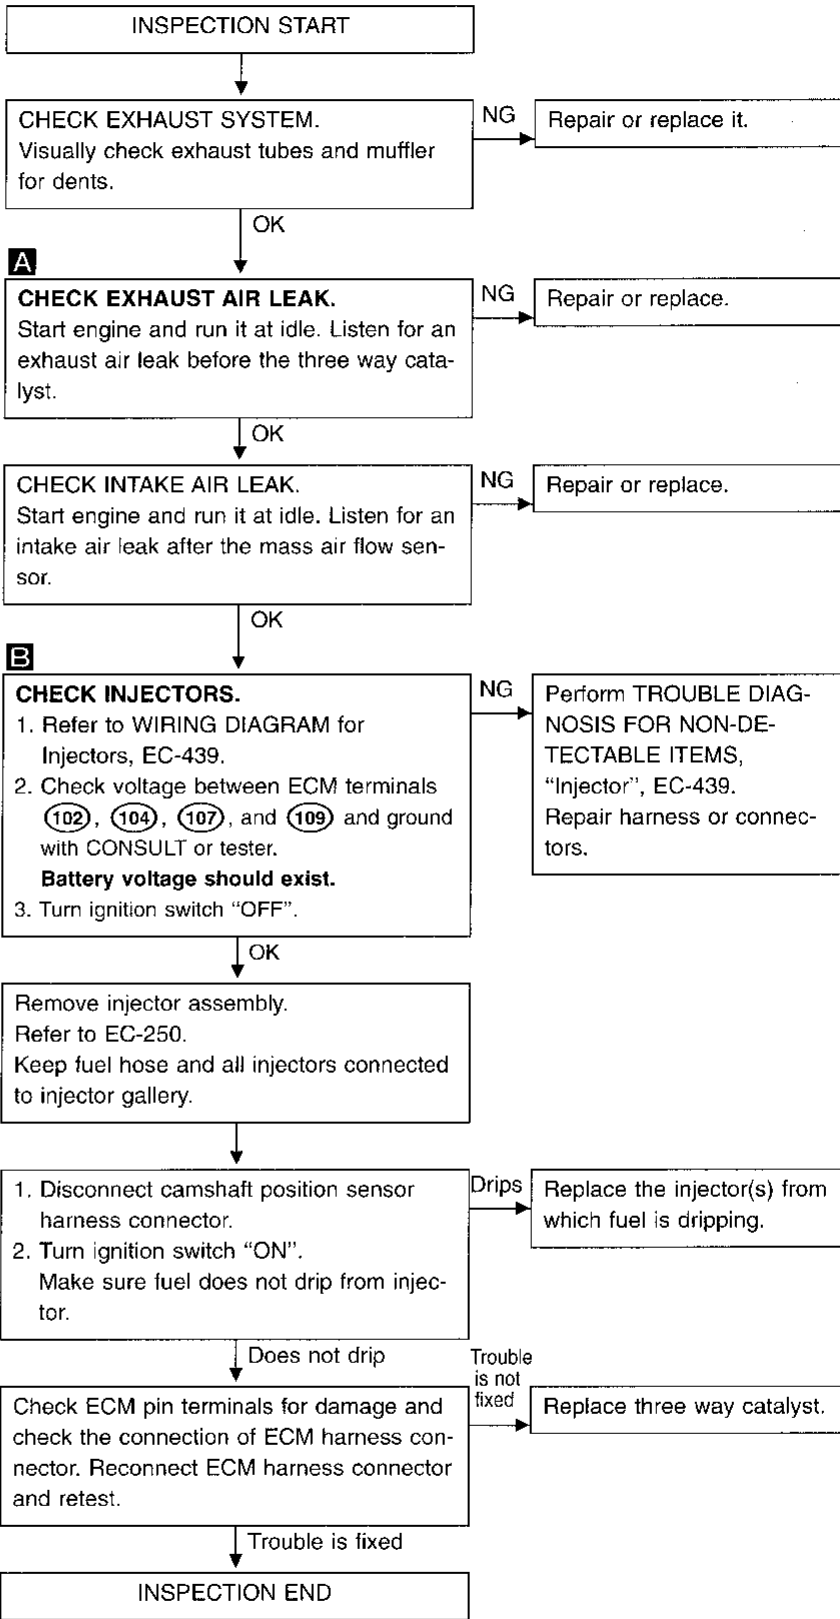 INSPECTION START
CHECK EXHAUST SYSTEM.
Visually check exhaust tubes and muffler
for dents.
NG
Repair or replace it.
OK
A
CHECK EXHAUST AIR LEAK.
Start engine and run it at idle. Listen for an
exhaust air leak before the three way cata-
lyst.
NG
Repair or replace.
OK
CHECK INTAKE AIR LEAK.
Start engine and run it at idle. Listen for an
intake air leak after the mass air flow sen-
sor.
NG
Repair or replace.
OK
B
CHECK INJECTORS.
1. Refer to WIRING DIAGRAM for
Injectors, EC-439.
2. Check voltage between ECM terminals
102, 104, 107, and 109 and ground
with CONSULT or tester.
Battery voltage should exist.
3. Turn ignition switch "OFF".
NG
Perform TROUBLE DIAG-
NOSIS FOR NON-DE-
TECTABLE ITEMS,
"Injector", EC-439.
Repair harness or connec-
tors.
OK
Remove injector assembly.
Refer to EC-250.
Keep fuel hose and all injectors connected
to injector gallery.
1. Disconnect camshaft position sensor
harness connector.
2. Turn ignition switch "ON".
Make sure fuel does not drip from injec-
tor.
Drips
Replace the injector(s) from
which fuel is dripping.
Does not drip
Check ECM pin terminals for damage and
check the connection of ECM harness con-
nector. Reconnect ECM harness connector
and retest.
Trouble
is not
fixed
Replace three way catalyst.
Trouble is fixed
INSPECTION END